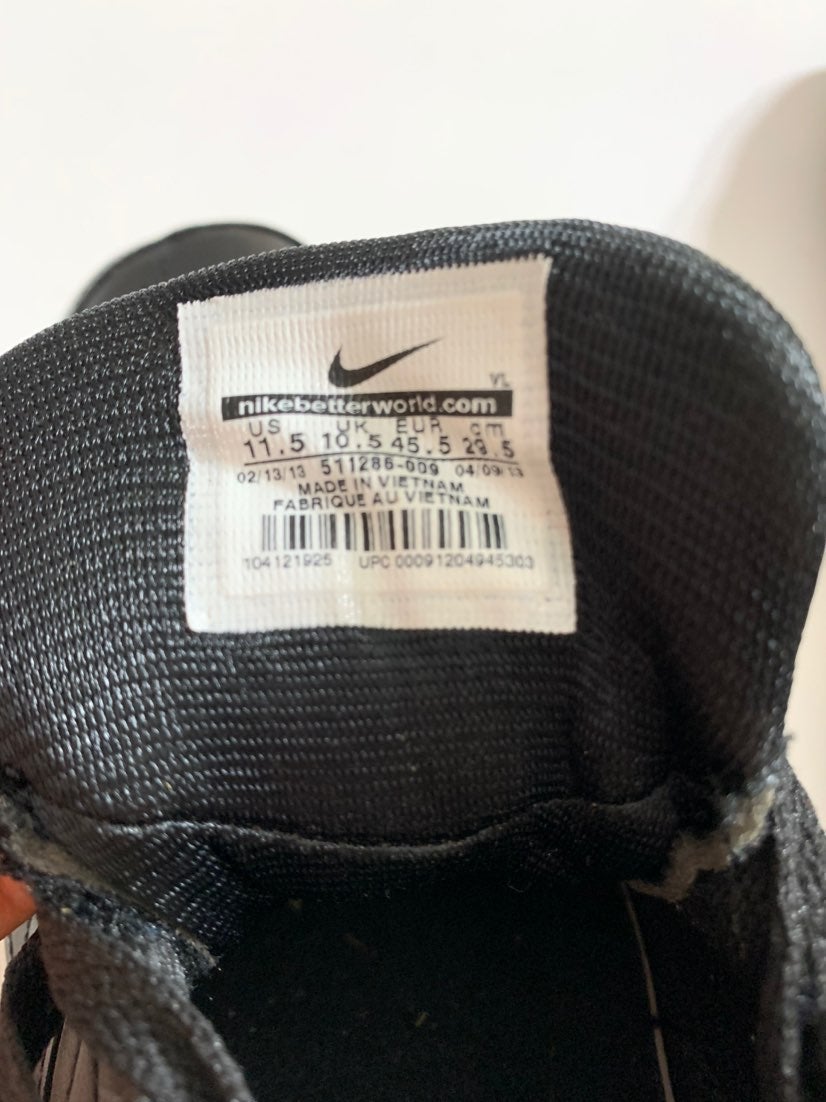 VL
nikebetterworld.com
US UK EUR cm
11.5 10.5 45.5 29.5
02/13/13 511286-009 04/09/13
MADE IN VIETNAM
FABRIQUE AU VIETNAM
104121925 UPC 00091204945303